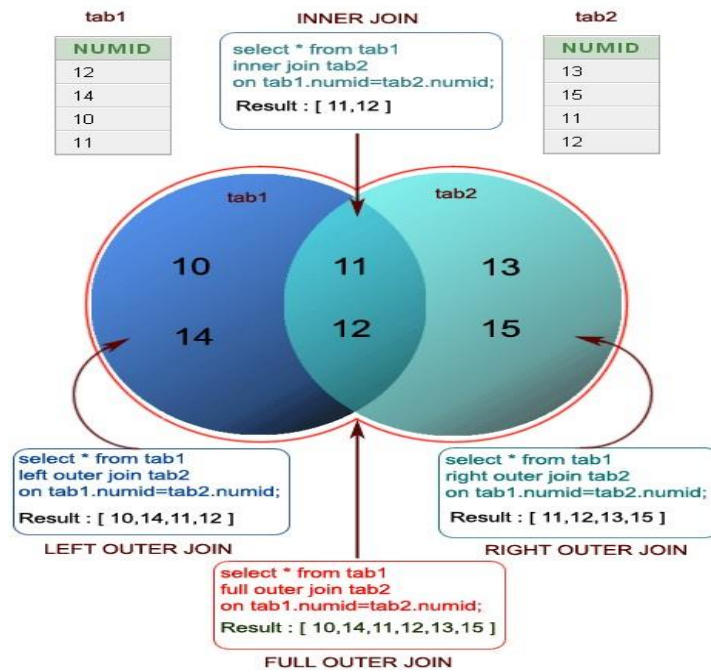 tab1
INNER JOIN
tab2
NUMID
12
14
10
11
select * from tab1
inner join tab2
on tab1.numid=tab2.numid;
Result : [ 11,12 ]
NUMID
13
15
11
12
tab1
tab2
10
11
13
14
12
15
select * from tab1
left outer join tab2
on tab1.numid=tab2.numid;
Result : [ 10,14,11,12 ]
LEFT OUTER JOIN
select * from tab1
right outer join tab2
on tab1.numid=tab2.numid;
Result : [ 11,12,13,15 ]
RIGHT OUTER JOIN
select * from tab1
full outer join tab2
on tab1.numid=tab2.numid;
Result : [ 10,14,11,12,13,15 ]
FULL OUTER JOIN